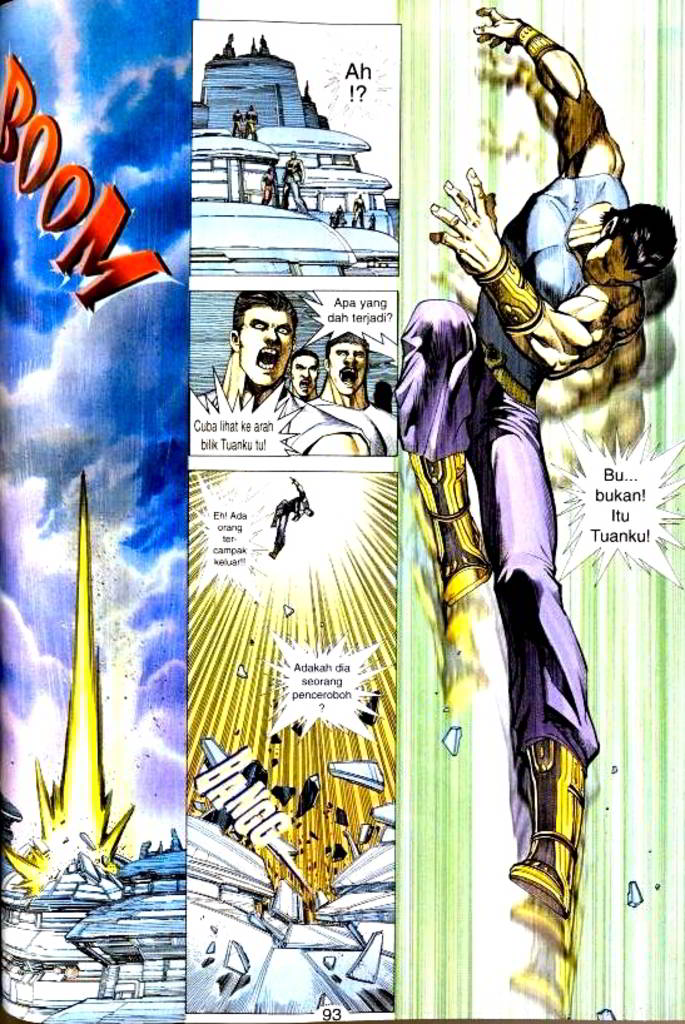 BOOM
Ah
!?
Apa yang
dah terjadi?
Cuba lihat ke arah
bilik Tuanku tu!
Eh! Ada
orang
ter-
campak
keluar!!
Adakah dia
seorang
penceroboh
?
BANGG
Bu...
bukan!
Itu
Tuanku!
93